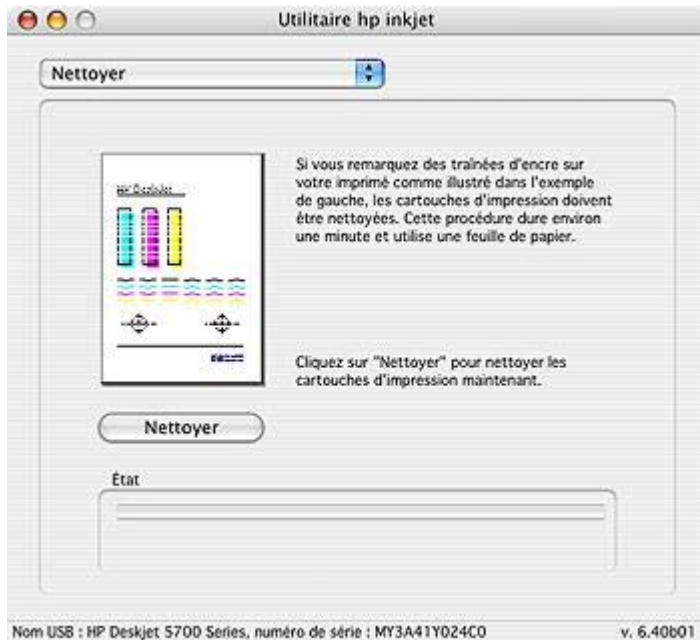 Utilitaire hp inkjet
Nettoyer
HP DeskJet
Si vous remarquez des traînées d'encre sur
votre imprimé comme illustré dans l'exemple
de gauche, les cartouches d'impression doivent
être nettoyées. Cette procédure dure environ
une minute et utilise une feuille de papier.
Cliquez sur "Nettoyer" pour nettoyer les
cartouches d'impression maintenant.
Nettoyer
État
Nom USB : HP Deskjet 5700 Series, numéro de série : MY3A41Y024C0
v. 6.40b01